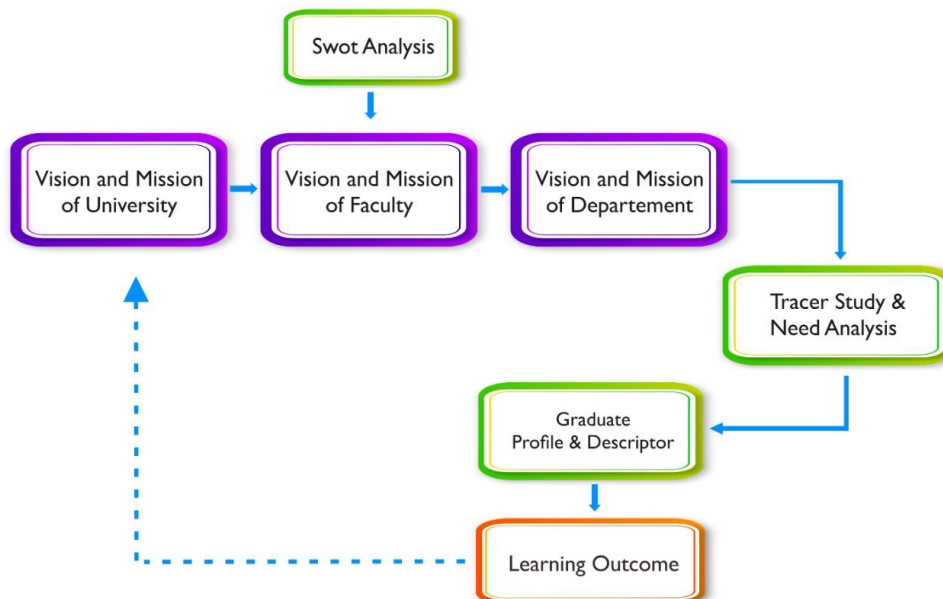 Swot Analysis
Vision and Mission
of University
Vision and Mission
of Faculty
Vision and Mission
of Departement
Tracer Study &
Need Analysis
Graduate
Profile & Descriptor
Learning Outcome